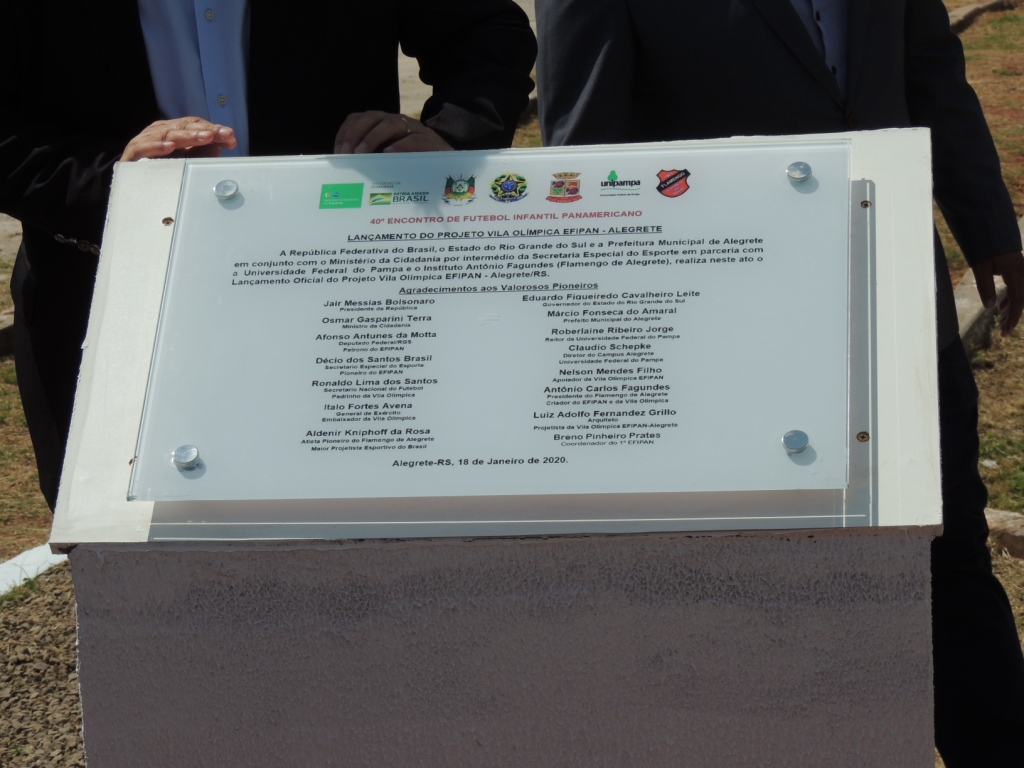 PÁTRIA AMADA
BRASIL
unipampa
FLAMENGO
40º ENCONTRO DE FUTEBOL INFANTIL PANAMERICANO
LANÇAMENTO DO PROJETO VILA OLÍMPICA EFIPAN - ALEGRETE
A República Federativa do Brasil, o Estado do Rio Grande do Sul e a Prefeitura Municipal de Alegrete
em conjunto com o Ministério da Cidadania por intermédio da Secretaria Especial do Esporte em parceria com
a Universidade Federal do Pampa e o Instituto Antônio Fagundes (Flamengo de Alegrete), realiza neste ato o
Lançamento Oficial do Projeto Vila Olímpica EFIPAN - Alegrete/RS.
Agradecimentos aos Valorosos Pioneiros
Jair Messias Bolsonaro
Presidente da República
Osmar Gasparini Terra
Ministro da Cidadania
Afonso Antunes da Motta
Deputado Federal/RGS
Patrono do EFIPAN
Décio dos Santos Brasil
Secretario Especial do Esporte
Pioneiro do EFIPAN
Ronaldo Lima dos Santos
Secretario Nacional do Futebol
Padrinho da Vila Olímpica
Italo Fortes Avena
General de Exército
Embaixador da Vila Olímpica
Aldenir Kniphoff da Rosa
Atleta Pioneiro do Flamengo de Alegrete
Maior Projetista Esportivo do Brasil
Eduardo Figueiredo Cavalheiro Leite
Governador do Estado do Rio Grande do Sul
Márcio Fonseca do Amaral
Prefeito Municipal do Alegrete
Roberlaine Ribeiro Jorge
Reitor da Universidade Federal do Pampa
Claudio Schepke
Diretor do Campus Alegrete
Universidade Federal do Pampa
Nelson Mendes Filho
Apoiador da Vila Olímpica EFIPAN
Antônio Carlos Fagundes
Presidente do Flamengo de Alegrete
Criador do EFIPAN e da Vila Olímpica
Luiz Adolfo Fernandez Grillo
Arquiteto
Projetista da Vila Olímpica EFIPAN-Alegrete
Breno Pinheiro Prates
Coordenador do 1º EFIPAN
Alegrete-RS, 18 de Janeiro de 2020.